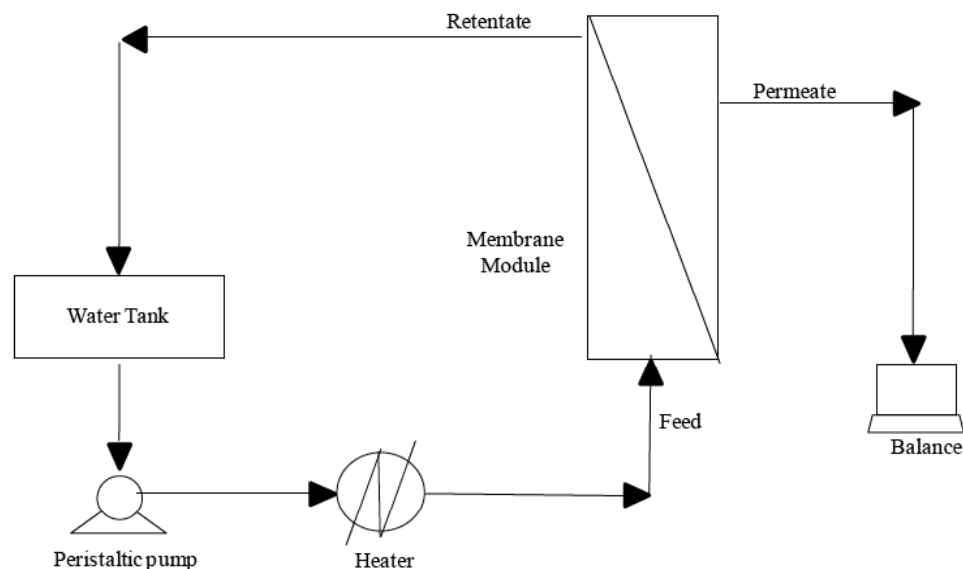 Retentate
Permeate
Membrane
Module
Water Tank
Feed
Balance
Peristaltic pump
Heater